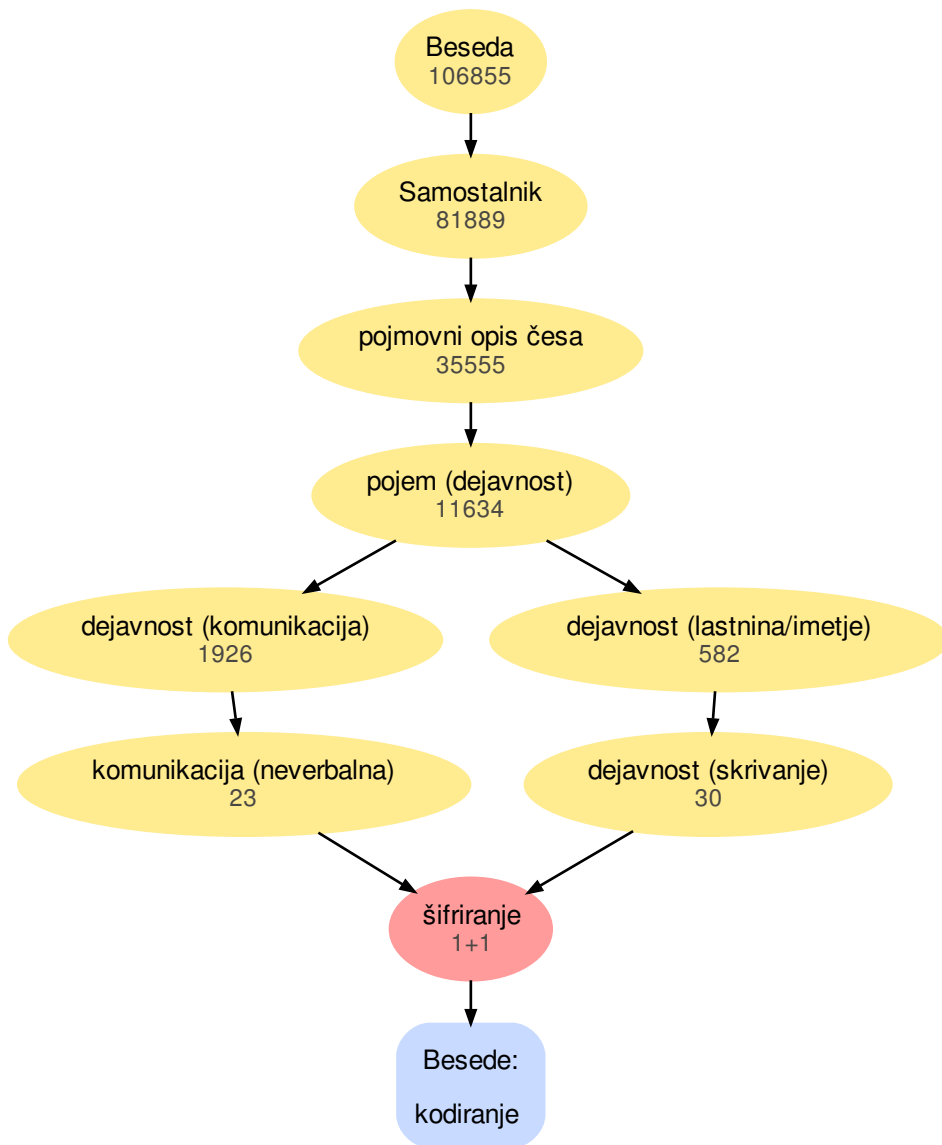 Beseda
106855
Samostalnik
81889
pojmovni opis česa
35555
pojem (dejavnost)
11634
dejavnost (komunikacija)
1926
dejavnost (lastnina/imetje)
582
komunikacija (neverbalna)
23
dejavnost (skrivanje)
30
šifriranje
1+1
Besede:
kodiranje